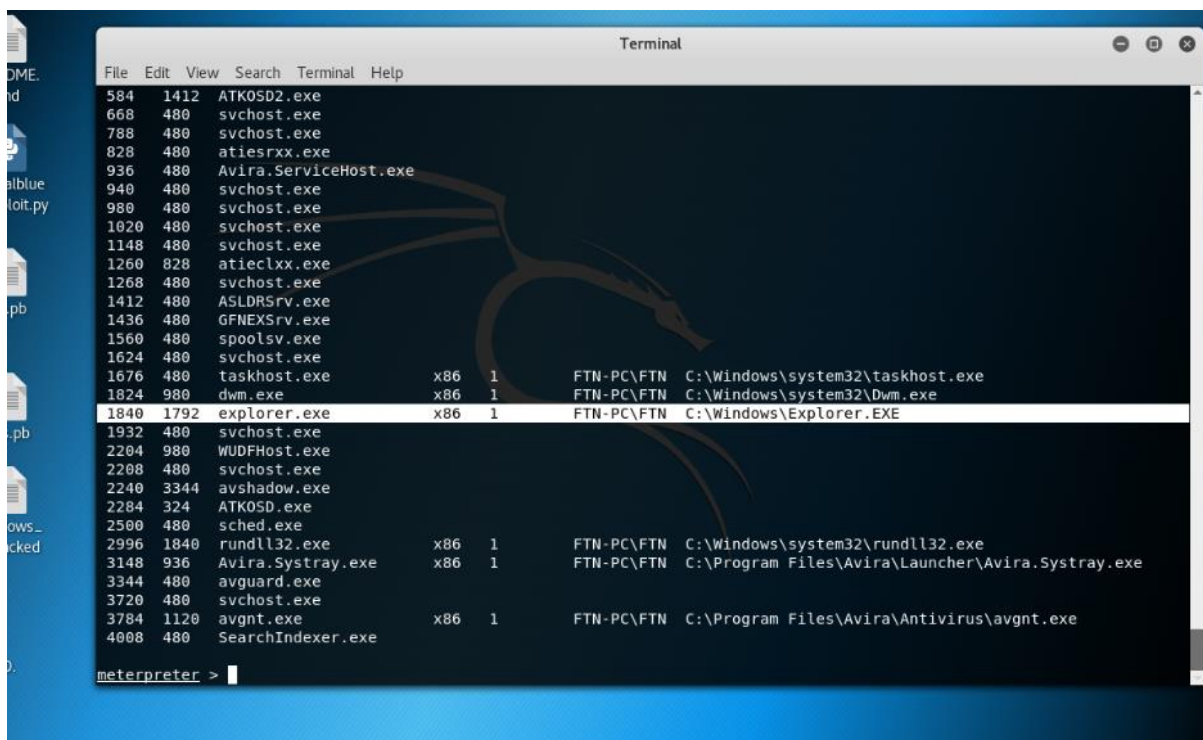 Terminal
File Edit View Search Terminal Help
584 1412 ATKOSD2.exe
668 480 svchost.exe
788 480 svchost.exe
828 480 atiesrxx.exe
936 480 Avira.ServiceHost.exe
940 480 svchost.exe
980 480 svchost.exe
1020 480 svchost.exe
1148 480 svchost.exe
1260 828 atieclxx.exe
1268 480 svchost.exe
1412 480 ASLDRSrv.exe
1436 480 GFNEXSrv.exe
1560 480 spoolsv.exe
1624 480 svchost.exe
1676 480 taskhost.exe x86 1 FTN-PC\FTN C:\Windows\system32\taskhost.exe
1824 980 dwm.exe x86 1 FTN-PC\FTN C:\Windows\system32\Dwm.exe
1840 1792 explorer.exe x86 1 FTN-PC\FTN C:\Windows\Explorer.EXE
1932 480 svchost.exe
2204 980 WUDFHost.exe
2208 480 svchost.exe
2240 3344 avshadow.exe
2284 324 ATKOSD.exe
2500 480 sched.exe
2996 1840 rundll32.exe x86 1 FTN-PC\FTN C:\Windows\system32\rundll32.exe
3148 936 Avira.Systray.exe x86 1 FTN-PC\FTN C:\Program Files\Avira\Launcher\Avira.Systray.exe
3344 480 avguard.exe
3720 480 svchost.exe
3784 1120 avgnt.exe x86 1 FTN-PC\FTN C:\Program Files\Avira\Antivirus\avgnt.exe
4008 480 SearchIndexer.exe
meterpreter >
OME.
nd
alblue
loit.py
.pb
.pb
ows_
cked